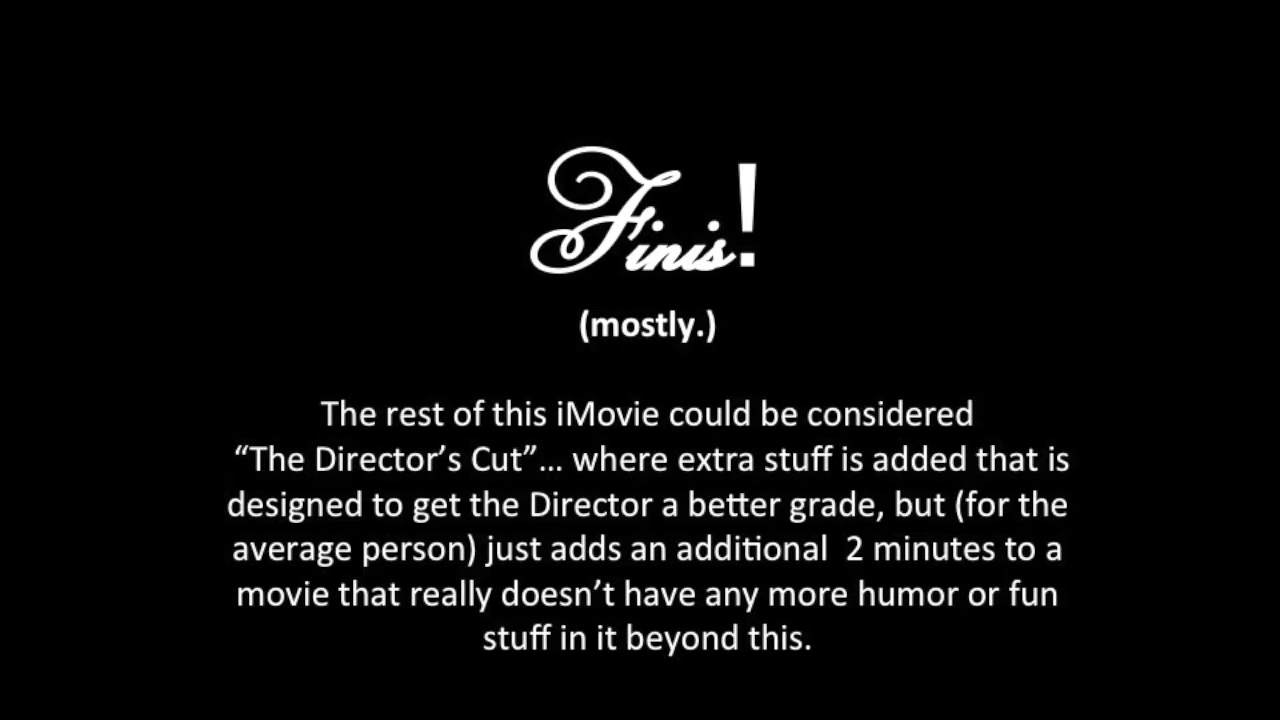 Finis!
(mostly.)
The rest of this iMovie could be considered
“The Director’s Cut”... where extra stuff is added that is
designed to get the Director a better grade, but (for the
average person) just adds an additional  2 minutes to a
movie that really doesn’t have any more humor or fun
stuff in it beyond this.